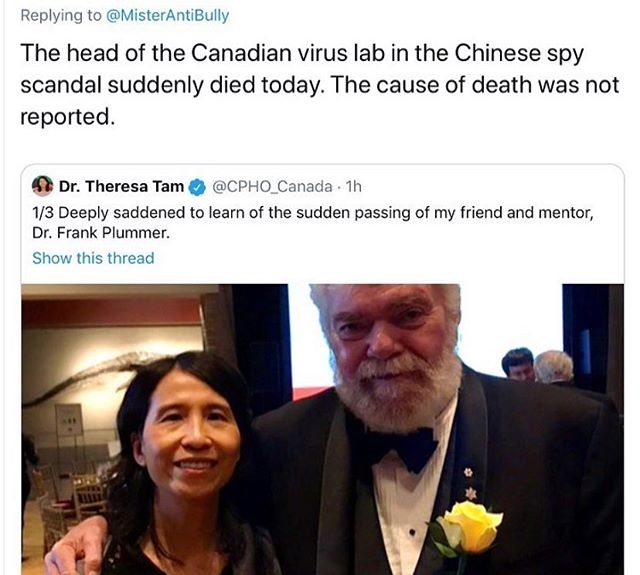 Replying to @MisterAntiBully
The head of the Canadian virus lab in the Chinese spy
scandal suddenly died today. The cause of death was not
reported.
Dr. Theresa Tam @CPHO_Canada · 1h
1/3 Deeply saddened to learn of the sudden passing of my friend and mentor,
Dr. Frank Plummer.
Show this thread